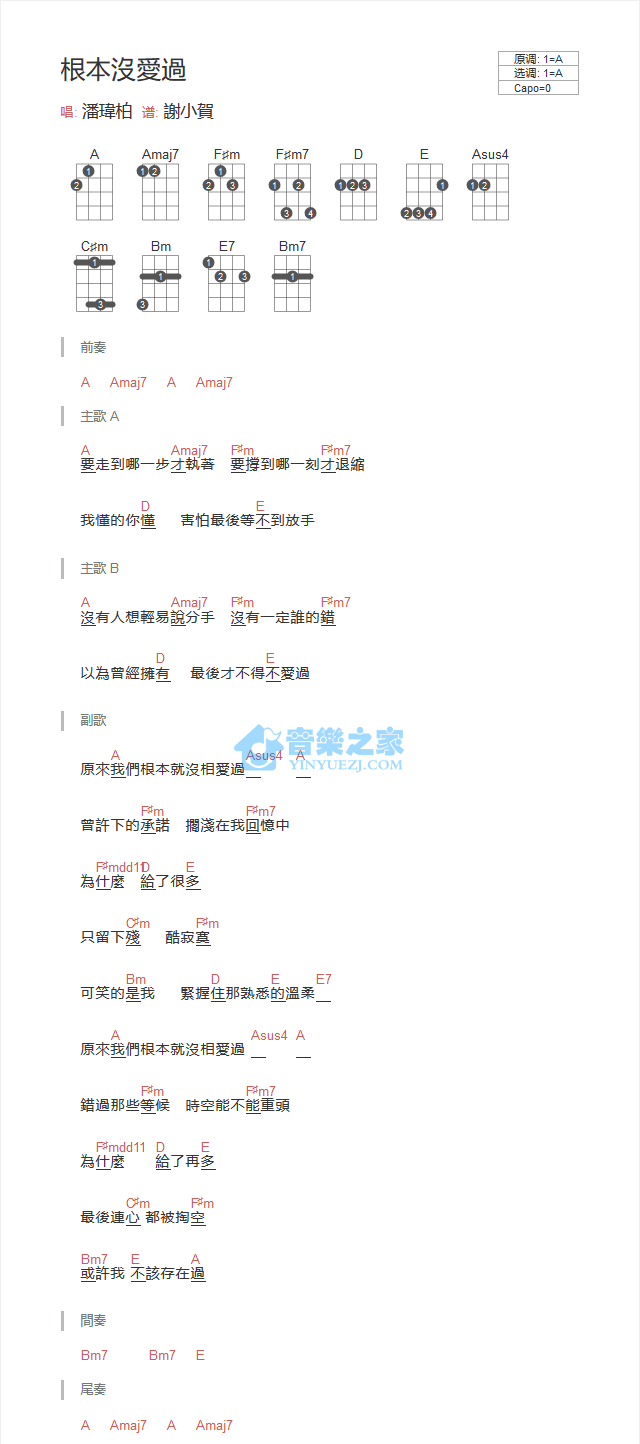 根本沒愛過
原调: 1=A
选调: 1=A
Capo=0
唱: 潘瑋柏 谱: 謝小賀
A Amaj7 F♯m F♯m7 D E Asus4
1 2 1 2 1 2 3 1 2 3 4 1 2 3 1 2 3 4 1 2
C♯m Bm E7 Bm7
1 3 1 3 1 2 3 1
前奏
A Amaj7 A Amaj7
主歌 A
A Amaj7 F♯m F♯m7
要走到哪一步才執著 要撐到哪一刻才退縮
D E
我懂的你懂 害怕最後等不到放手
主歌 B
A Amaj7 F♯m F♯m7
沒有人想輕易說分手 沒有一定誰的錯
D E
以為曾經擁有 最後才不得不愛過
副歌
音樂之家
YINYUEZJ.COM
A Asus4 A
原來我們根本就沒相愛過
F♯m F♯m7
曾許下的承諾 擱淺在我回憶中
F♯mdd11 D E
為什麼 給了很多
C♯m F♯m
只留下殘 酷寂寞
Bm D E E7
可笑的是我 緊握住那熟悉的溫柔
A Asus4 A
原來我們根本就沒相愛過
F♯m F♯m7
錯過那些等候 時空能不能重頭
F♯mdd11 D E
為什麼 給了再多
C♯m F♯m
最後連心 都被掏空
Bm7 E A
或許我 不該存在過
間奏
Bm7 Bm7 E
尾奏
A Amaj7 A Amaj7